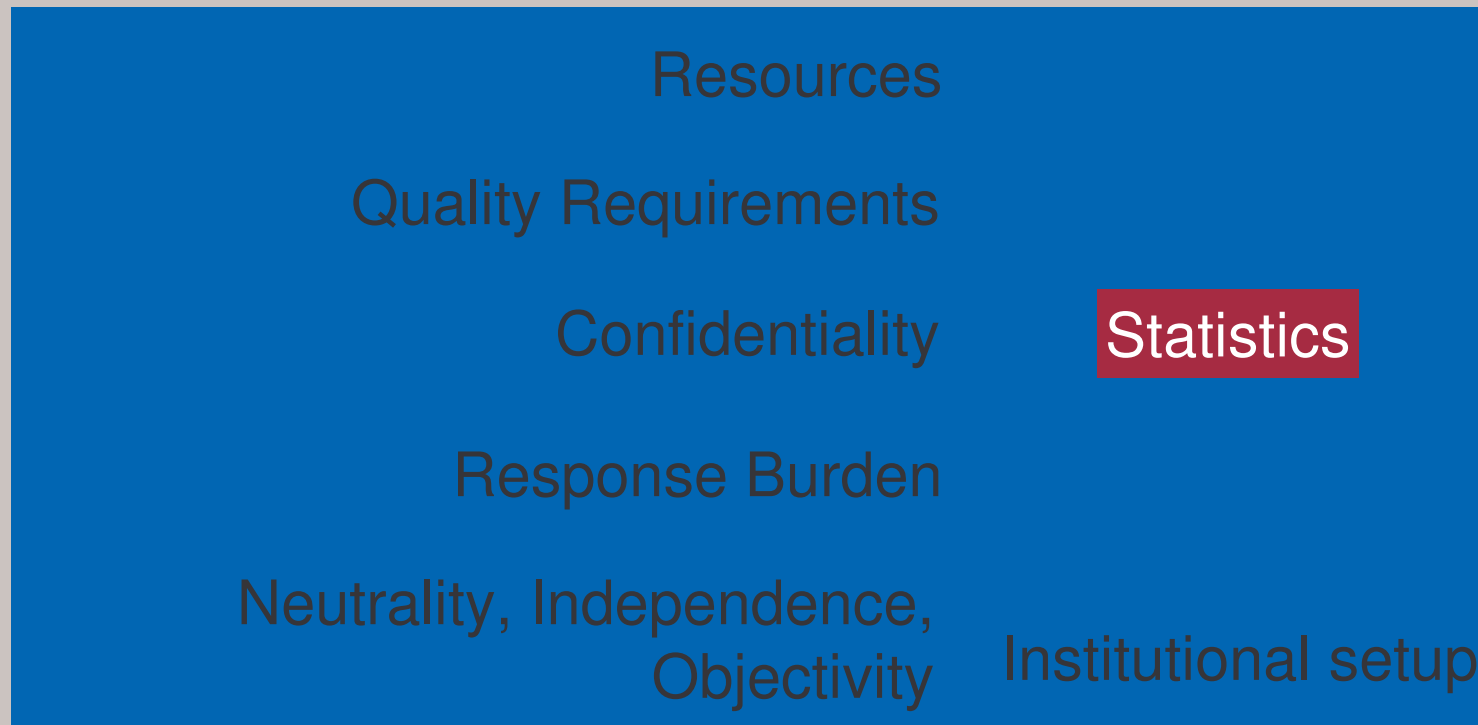 Resources
Quality Requirements
Confidentiality
Statistics
Response Burden
Neutrality, Independence,
Objectivity
Institutional setup